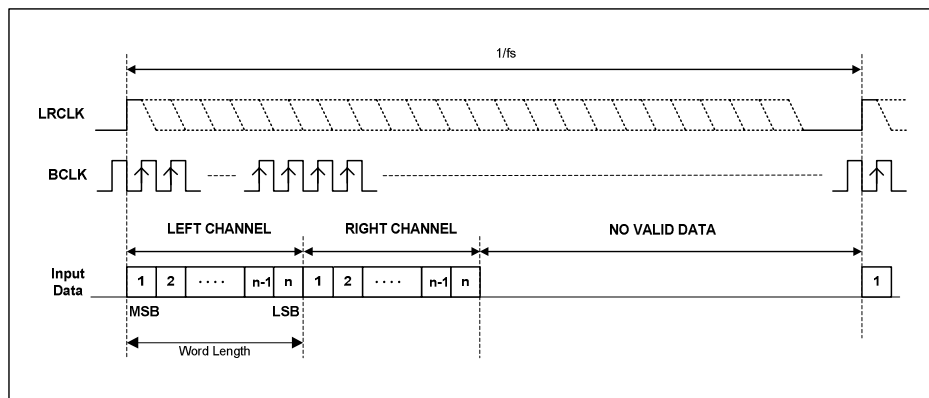 1/fs
LRCLK
BCLK
LEFT CHANNEL RIGHT CHANNEL NO VALID DATA
Input Data 1 2 .... n-1 n 1 2 .... n-1 n 1
MSB LSB
Word Length